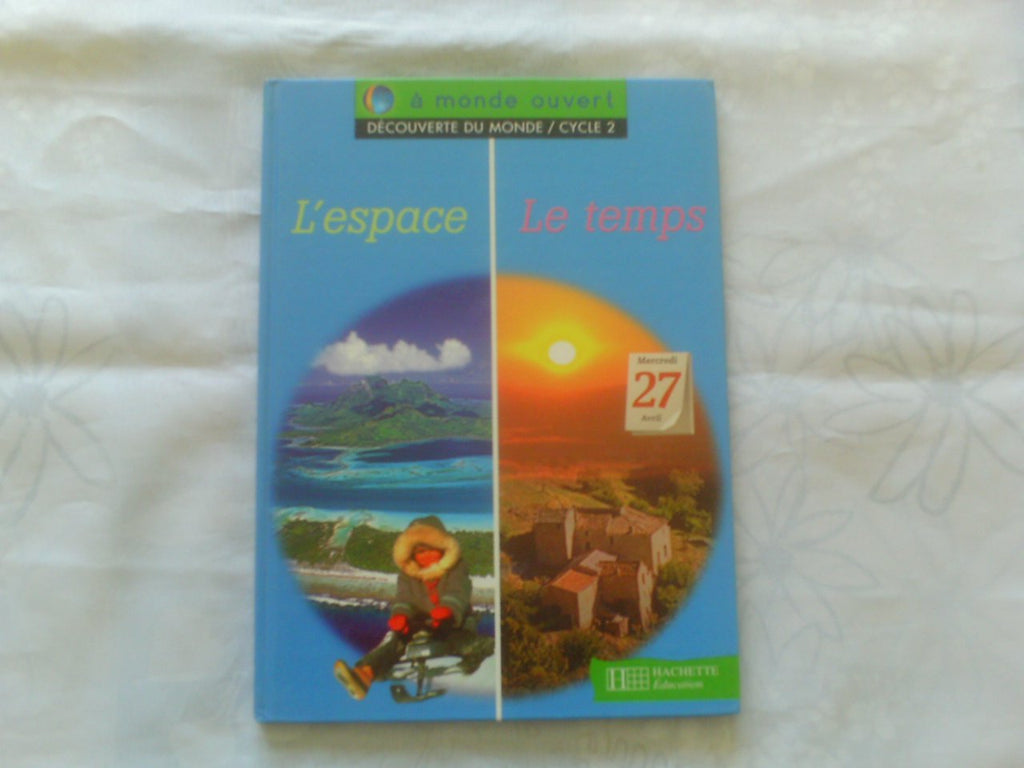 à monde ouvert
DÉCOUVERTE DU MONDE / CYCLE 2
L'espace
Le temps
Mercredi
27
Avril
HACHETTE
Éducation